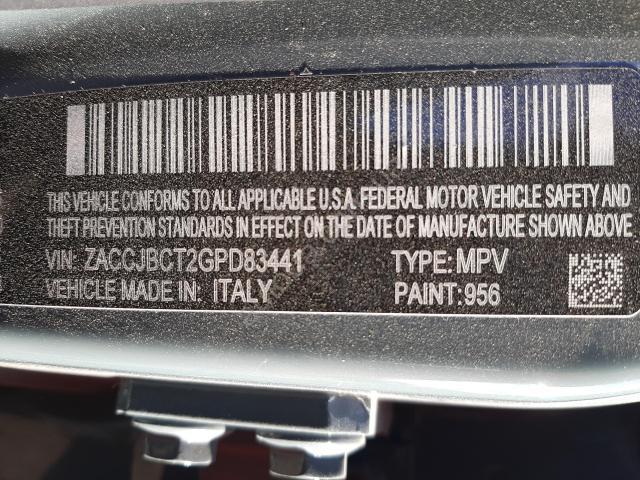 THIS VEHICLE CONFORMS TO ALL APPLICABLE U.S.A. FEDERAL MOTOR VEHICLE SAFETY AND
THEFT PREVENTION STANDARDS IN EFFECT ON THE DATE OF MANUFACTURE SHOWN ABOVE
VIN: ZACCJBCT2GPD83441 TYPE: MPV
VEHICLE MADE IN: ITALY PAINT: 956